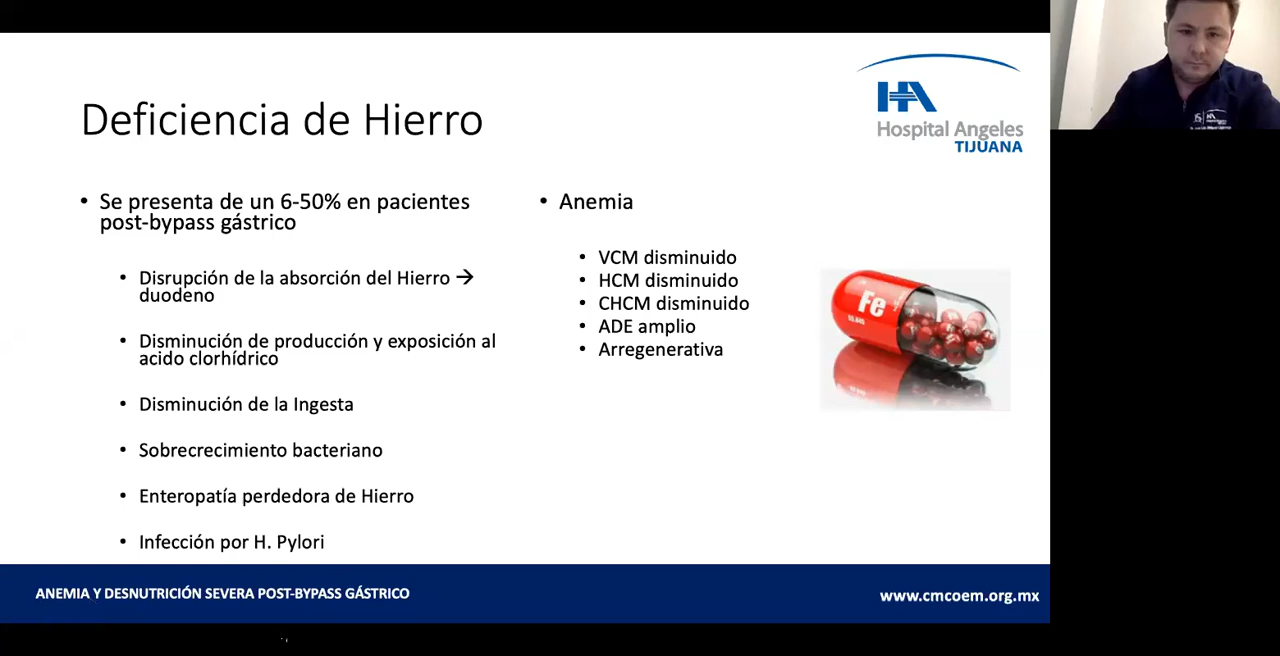 Deficiencia de Hierro
HA
Hospital Angeles
TIJUANA
• Se presenta de un 6-50% en pacientes
post-bypass gástrico
• Disrupción de la absorción del Hierro →
duodeno
• Disminución de producción y exposición al
acido clorhídrico
• Disminución de la Ingesta
• Sobrecrecimiento bacteriano
• Enteropatía perdedora de Hierro
• Infección por H. Pylori
• Anemia
• VCM disminuido
• HCM disminuido
• CHCM disminuido
• ADE amplio
• Arregenerativa
Fe
ANEMIA Y DESNUTRICIÓN SEVERA POST-BYPASS GÁSTRICO
www.cmcoem.org.mx